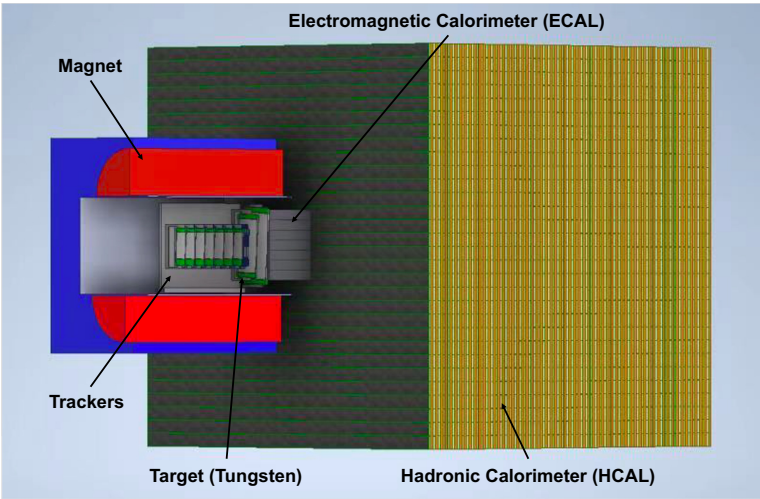 Electromagnetic Calorimeter (ECAL)
Magnet
Trackers
Target (Tungsten)
Hadronic Calorimeter (HCAL)